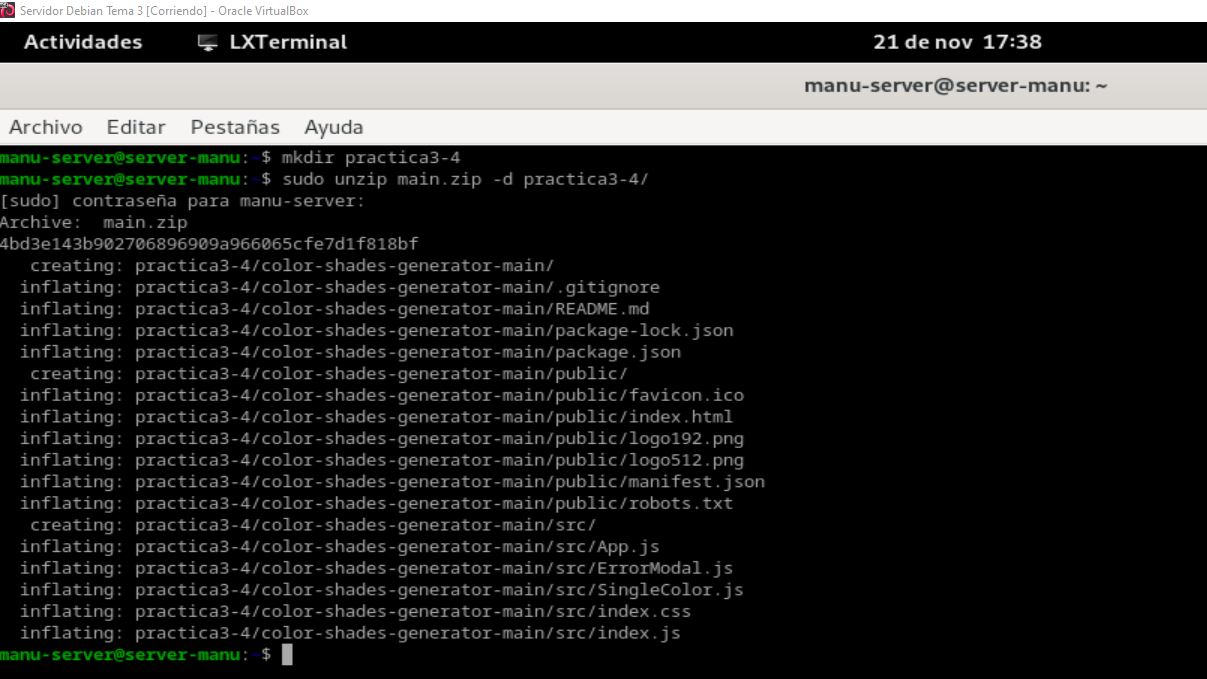 Servidor Debian Tema 3 [Corriendo] - Oracle VirtualBox
Actividades LXTerminal 21 de nov 17:38
manu-server@server-manu: ~
Archivo Editar Pestañas Ayuda
manu-server@server-manu:~$ mkdir practica3-4
manu-server@server-manu:~$ sudo unzip main.zip -d practica3-4/
[sudo] contraseña para manu-server:
Archive:  main.zip
4bd3e143b902706896909a966065cfe7d1f818bf
   creating: practica3-4/color-shades-generator-main/
  inflating: practica3-4/color-shades-generator-main/.gitignore
  inflating: practica3-4/color-shades-generator-main/README.md
  inflating: practica3-4/color-shades-generator-main/package-lock.json
  inflating: practica3-4/color-shades-generator-main/package.json
   creating: practica3-4/color-shades-generator-main/public/
  inflating: practica3-4/color-shades-generator-main/public/favicon.ico
  inflating: practica3-4/color-shades-generator-main/public/index.html
  inflating: practica3-4/color-shades-generator-main/public/logo192.png
  inflating: practica3-4/color-shades-generator-main/public/logo512.png
  inflating: practica3-4/color-shades-generator-main/public/manifest.json
  inflating: practica3-4/color-shades-generator-main/public/robots.txt
   creating: practica3-4/color-shades-generator-main/src/
  inflating: practica3-4/color-shades-generator-main/src/App.js
  inflating: practica3-4/color-shades-generator-main/src/ErrorModal.js
  inflating: practica3-4/color-shades-generator-main/src/SingleColor.js
  inflating: practica3-4/color-shades-generator-main/src/index.css
  inflating: practica3-4/color-shades-generator-main/src/index.js
manu-server@server-manu:~$